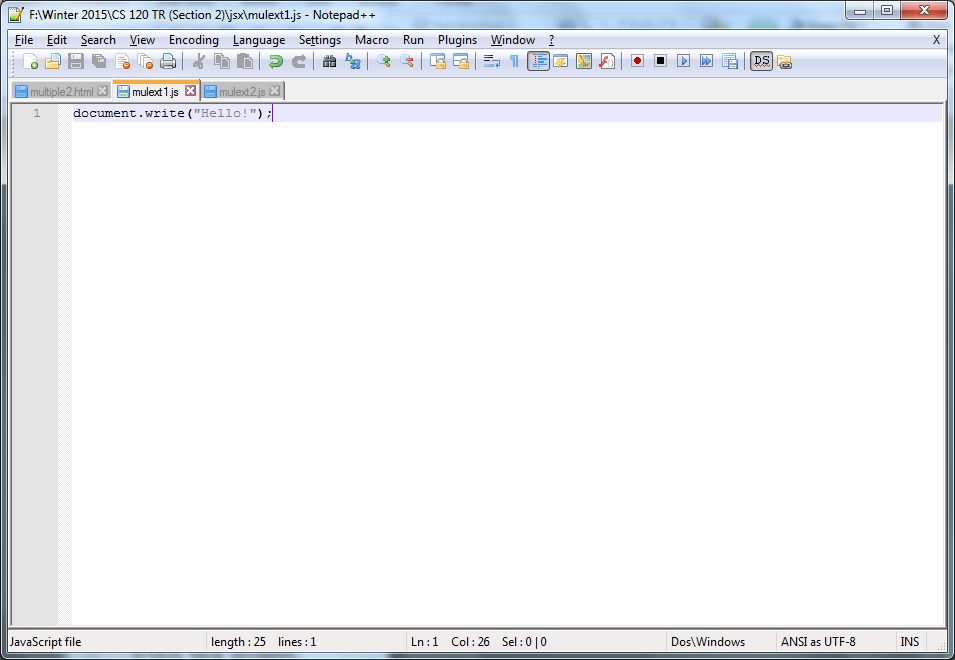 F:\Winter 2015\CS 120 TR (Section 2)\jsx\mulext1.js - Notepad++
File Edit Search View Encoding Language Settings Macro Run Plugins Window ? X
DS
multiple2.html mulext1.js mulext2.js
1 document.write("Hello!");
JavaScript file length : 25 lines : 1 Ln : 1 Col : 26 Sel : 0 | 0 Dos\Windows ANSI as UTF-8 INS